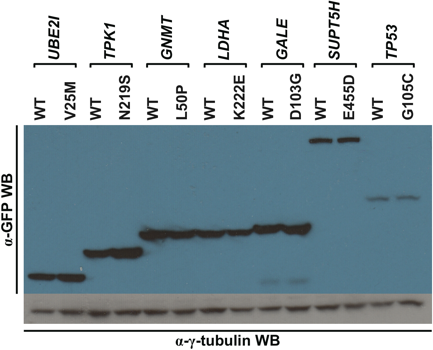 UBE2I TPK1 GNMT LDHA GALE SUPT5H TP53
WT V25M WT N219S WT L50P WT K222E WT D103G WT E455D WT G105C
α-GFP WB
α-γ-tubulin WB